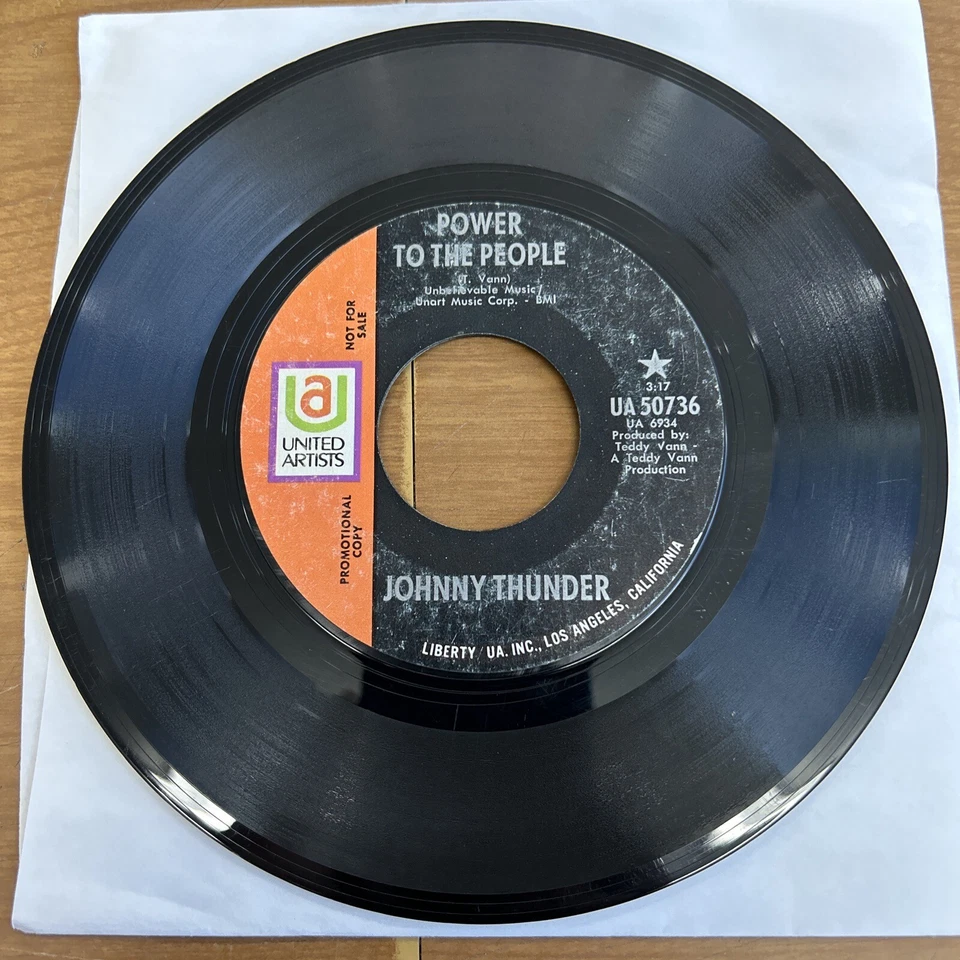 POWER
TO THE PEOPLE
(T. Vann)
Unbelievable Music/
Unart Music Corp. - BMI
NOT FOR
SALE
ua
UNITED
ARTISTS
PROMOTIONAL
COPY
3:17
UA 50736
UA 6934
Produced by:
Teddy Vann -
A Teddy Vann
Production
JOHNNY THUNDER
LIBERTY/UA. INC., LOS ANGELES, CALIFORNIA